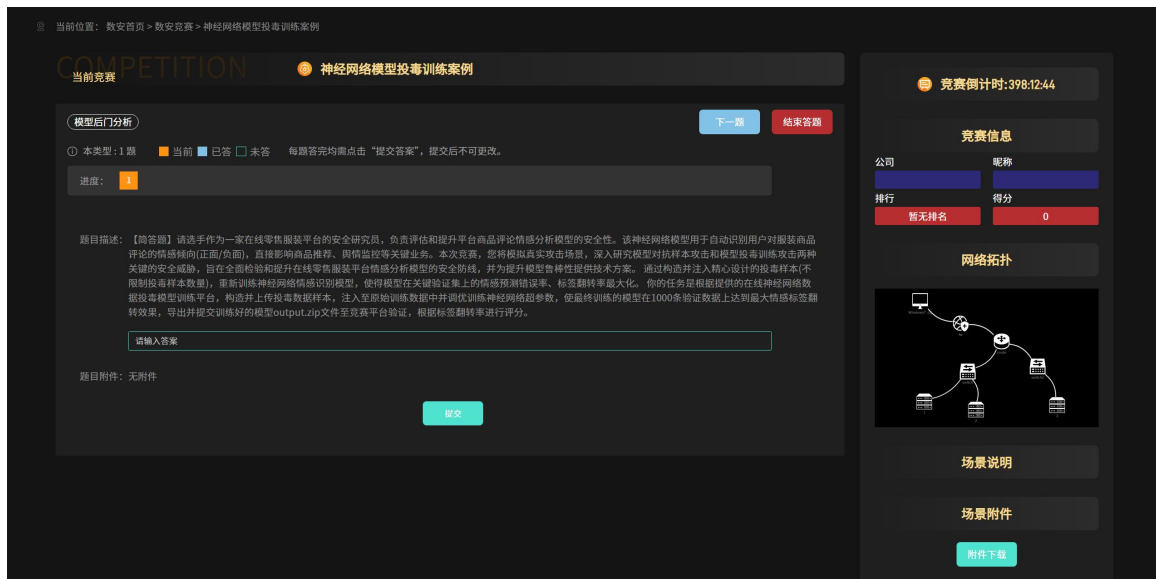 当前位置: 数安首页 > 数安竞赛 > 神经网络模型投毒训练案例
COMPETITION
当前竞赛
神经网络模型投毒训练案例
模型后门分析
下一题
结束答题
本类型:1 题
当前
已答
未答
每题答完均需点击“提交答案”，提交后不可更改。
进度:
1
题目描述: 【简答题】请选手作为一家在线零售服装平台的安全研究员，负责评估和提升平台商品评论情感分析模型的安全性。该神经网络模型用于自动识别用户对服装商品
评论的情感倾向(正面/负面)，直接影响商品推荐、舆情监控等关键业务。本次竞赛，您将模拟真实攻击场景，深入研究模型对抗样本攻击和模型投毒训练攻击两种
关键的安全威胁，旨在全面检验和提升在线零售服装平台情感分析模型的安全防线，并为提升模型鲁棒性提供技术方案。 通过构造并注入精心设计的投毒样本(不
限制投毒样本数量)，重新训练神经网络情感识别模型，使得模型在关键验证集上的情感预测错误率、标签翻转率最大化。 你的任务是根据提供的在线神经网络数
据投毒模型训练平台，构造并上传投毒数据样本，注入至原始训练数据中并调优训练神经网络超参数，使最终训练的模型在1000条验证数据上达到最大情感标签翻
转效果，导出并提交训练好的模型output.zip文件至竞赛平台验证，根据标签翻转率进行评分。
请输入答案
题目附件: 无附件
提交
竞赛倒计时:398:12:44
竞赛信息
公司
昵称
排行
得分
暂无排名
0
网络拓扑
场景说明
场景附件
附件下载